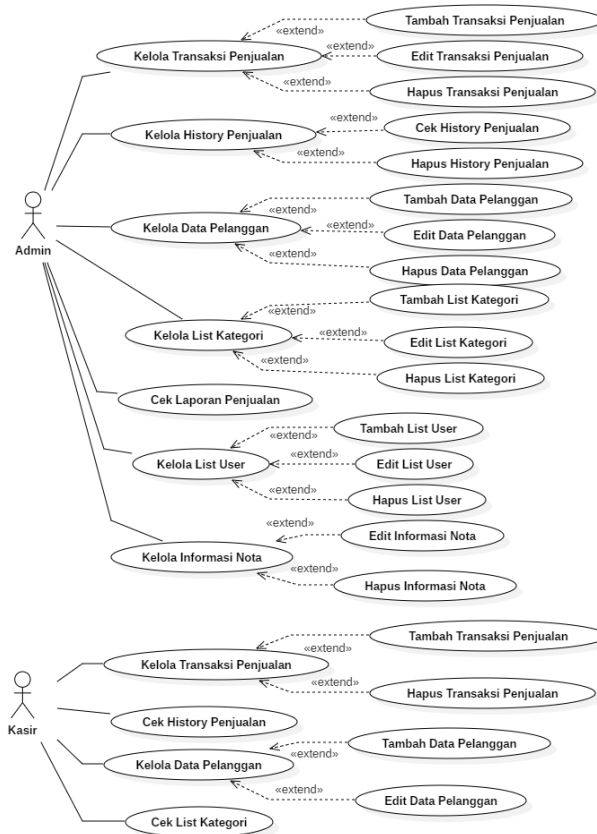 Tambah Transaksi Penjualan
«extend»
Kelola Transaksi Penjualan
«extend»
Edit Transaksi Penjualan
«extend»
Hapus Transaksi Penjualan
Kelola History Penjualan
«extend»
Cek History Penjualan
«extend»
Hapus History Penjualan
Admin
Kelola Data Pelanggan
«extend»
Tambah Data Pelanggan
«extend»
Edit Data Pelanggan
«extend»
Hapus Data Pelanggan
Kelola List Kategori
«extend»
Tambah List Kategori
«extend»
Edit List Kategori
«extend»
Hapus List Kategori
Cek Laporan Penjualan
Kelola List User
«extend»
Tambah List User
«extend»
Edit List User
«extend»
Hapus List User
Kelola Informasi Nota
«extend»
Edit Informasi Nota
«extend»
Hapus Informasi Nota
Kelola Transaksi Penjualan
«extend»
Tambah Transaksi Penjualan
«extend»
Hapus Transaksi Penjualan
Kasir
Cek History Penjualan
Kelola Data Pelanggan
«extend»
Tambah Data Pelanggan
«extend»
Edit Data Pelanggan
Cek List Kategori